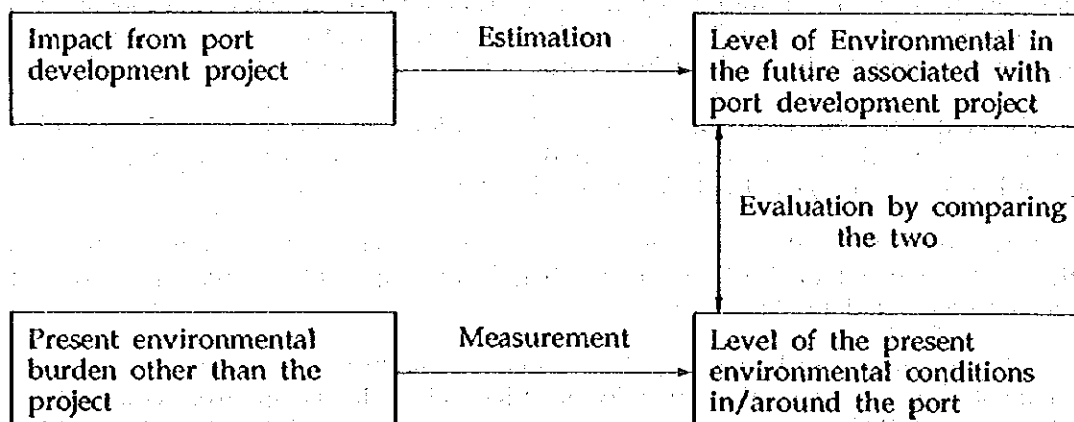 Impact from port
development project
Estimation
Level of Environmental in
the future associated with
port development project
Evaluation by comparing
the two
Present environmental
burden other than the
project
Measurement
Level of the present
environmental conditions
in/around the port